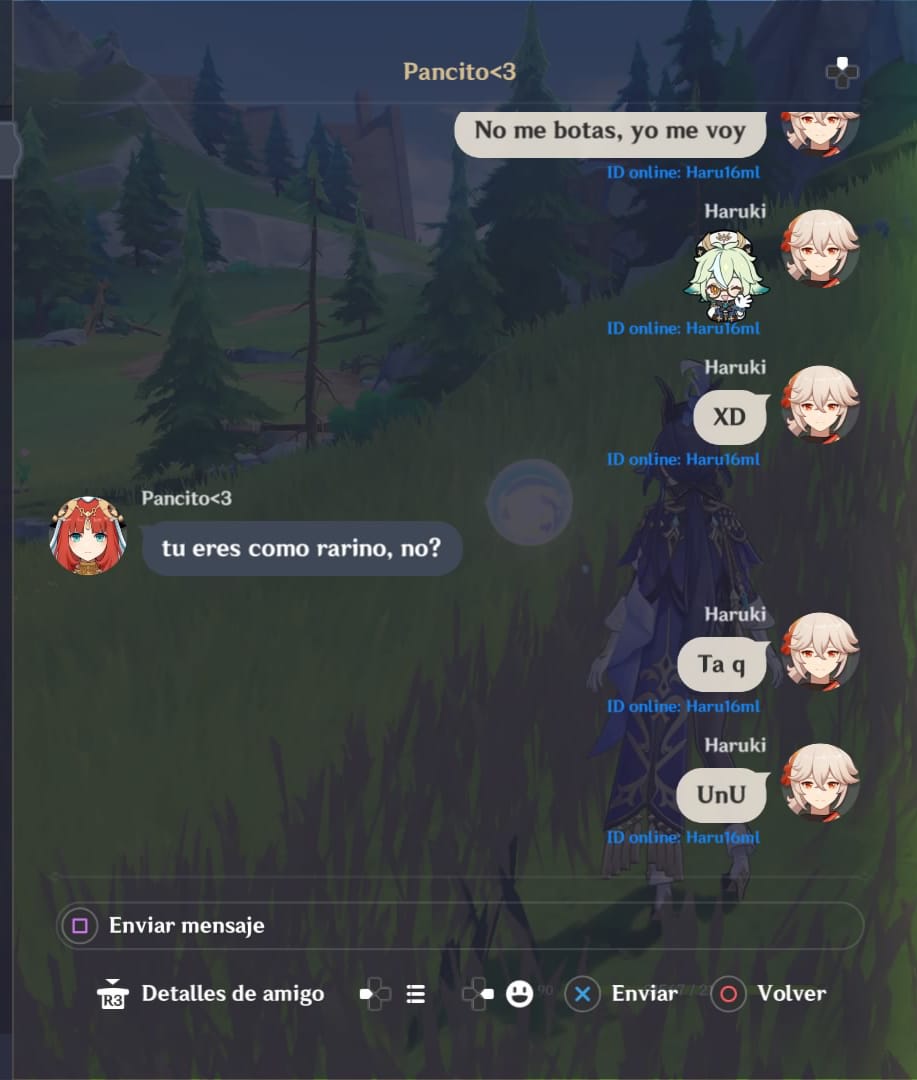 Pancito<3
No me botas, yo me voy
ID online: Haru16ml
Haruki
ID online: Haru16ml
Haruki
XD
ID online: Haru16ml
Pancito<3
tu eres como rarino, no?
Haruki
Ta q
ID online: Haru16ml
Haruki
UnU
ID online: Haru16ml
Enviar mensaje
R3 Detalles de amigo Enviar Volver